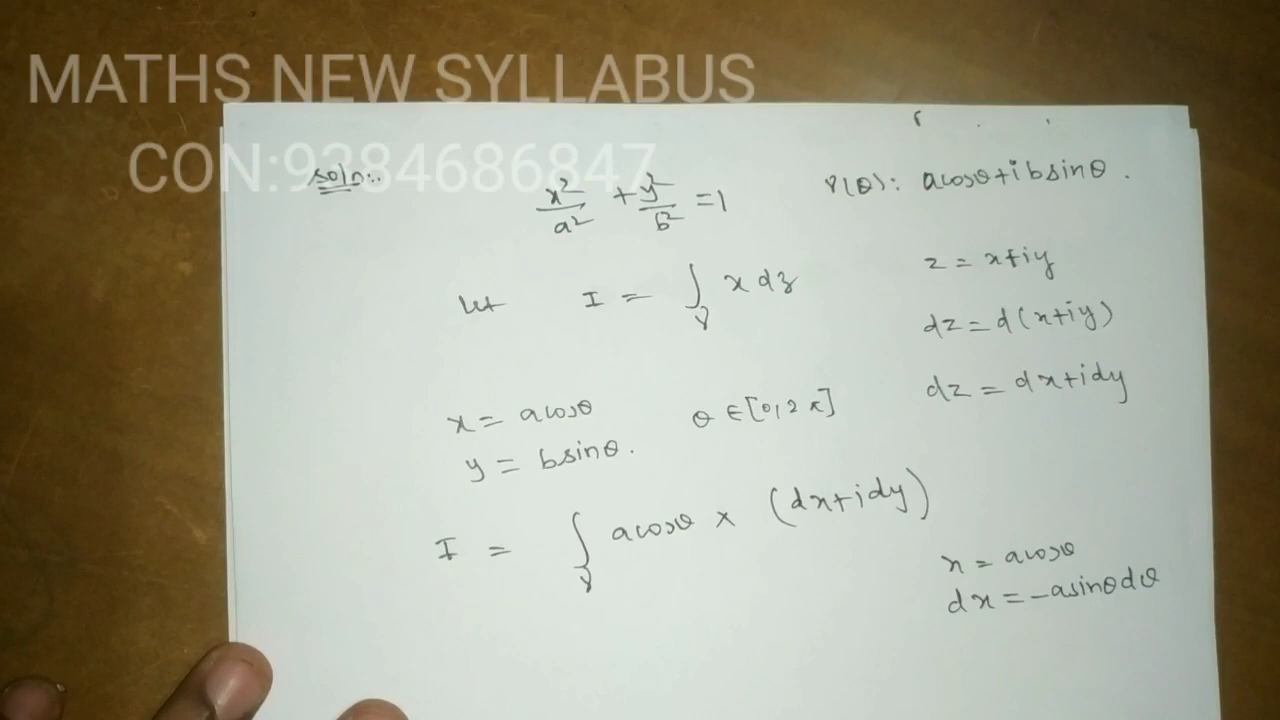 MATHS NEW SYLLABUS
CON:9384686847
Soln:.
x²/a² + y²/b² = 1
γ(θ): acosθ + ibsinθ .
Let I = ∫γ x dz
z = x+iy
dz = d(x+iy)
dz = dx+idy
x = acosθ θ ∈ [0,2π]
y = bsinθ.
I = ∫γ acosθ × (dx+idy)
x = acosθ
dx = -asinθdθ